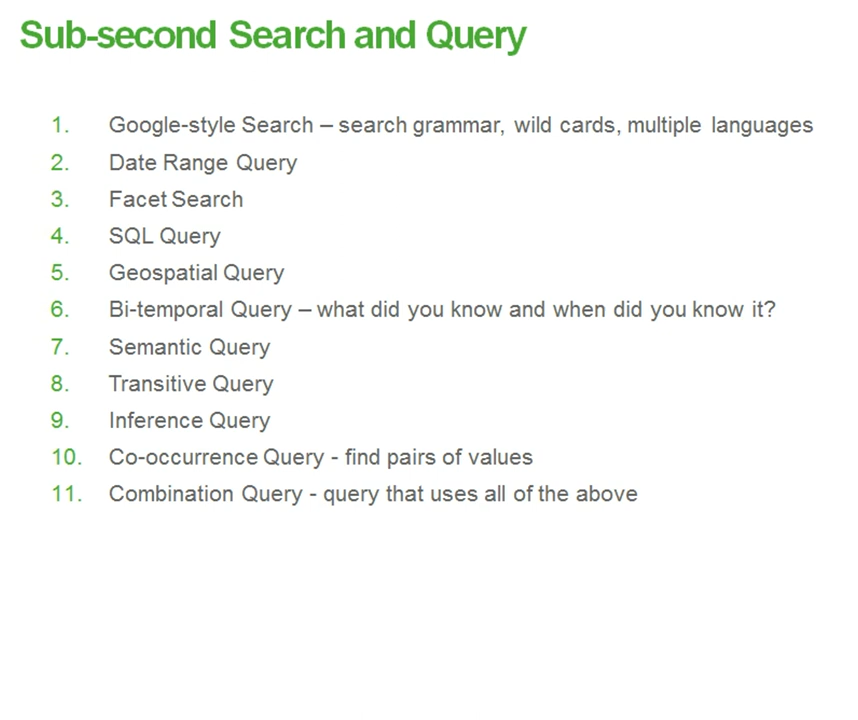 Sub-second Search and Query
1. Google-style Search – search grammar, wild cards, multiple languages
2. Date Range Query
3. Facet Search
4. SQL Query
5. Geospatial Query
6. Bi-temporal Query – what did you know and when did you know it?
7. Semantic Query
8. Transitive Query
9. Inference Query
10. Co-occurrence Query - find pairs of values
11. Combination Query - query that uses all of the above